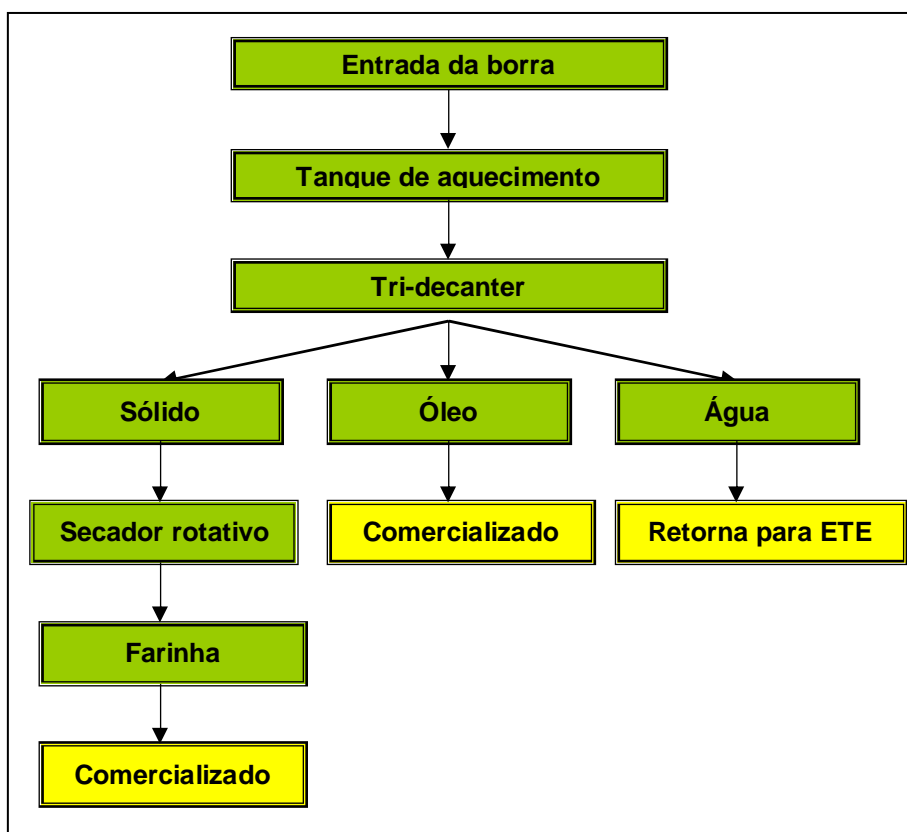 Entrada da borra
Tanque de aquecimento
Tri-decanter
Sólido
Óleo
Água
Secador rotativo
Comercializado
Retorna para ETE
Farinha
Comercializado